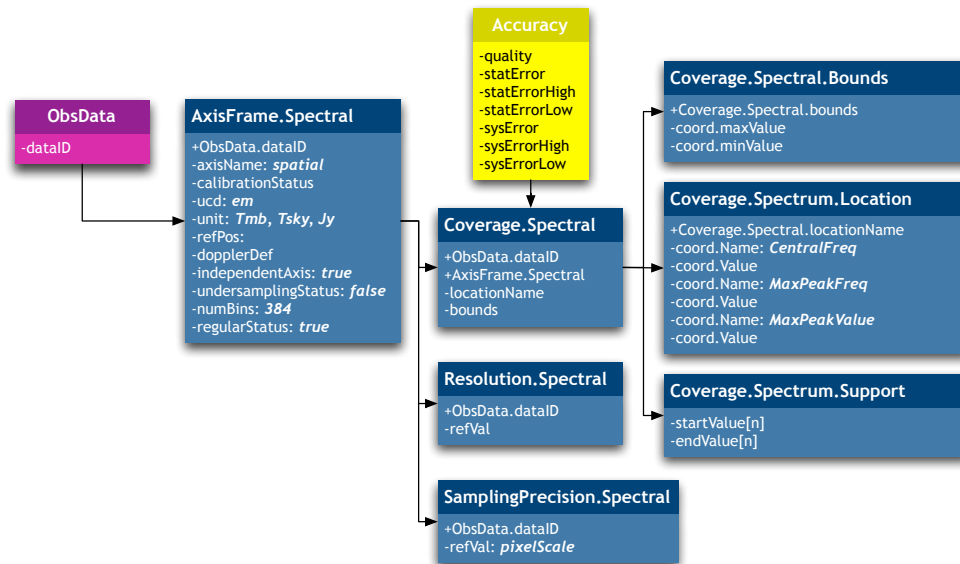 ObsData
-dataID
AxisFrame.Spectral
+ObsData.dataID
-axisName: spatial
-calibrationStatus
-ucd: em
-unit: Tmb, Tsky, Jy
-refPos:
-dopplerDef
-independentAxis: true
-undersamplingStatus: false
-numBins: 384
-regularStatus: true
Accuracy
-quality
-statError
-statErrorHigh
-statErrorLow
-sysError
-sysErrorHigh
-sysErrorLow
Coverage.Spectral
+ObsData.dataID
+AxisFrame.Spectral
-locationName
-bounds
Resolution.Spectral
+ObsData.dataID
-refVal
SamplingPrecision.Spectral
+ObsData.dataID
-refVal: pixelScale
Coverage.Spectral.Bounds
+Coverage.Spectral.bounds
-coord.maxValue
-coord.minValue
Coverage.Spectrum.Location
+Coverage.Spectral.locationName
-coord.Name: CentralFreq
-coord.Value
-coord.Name: MaxPeakFreq
-coord.Value
-coord.Name: MaxPeakValue
-coord.Value
Coverage.Spectrum.Support
-startValue[n]
-endValue[n]